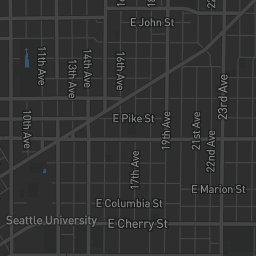 E John St
11th Ave
14th Ave
16th Ave
13th Ave
23rd Ave
10th Ave
E Pike St
19th Ave
21st Ave
22nd Ave
17th Ave
E Marion St
E Columbia St
Seattle University
E Cherry St